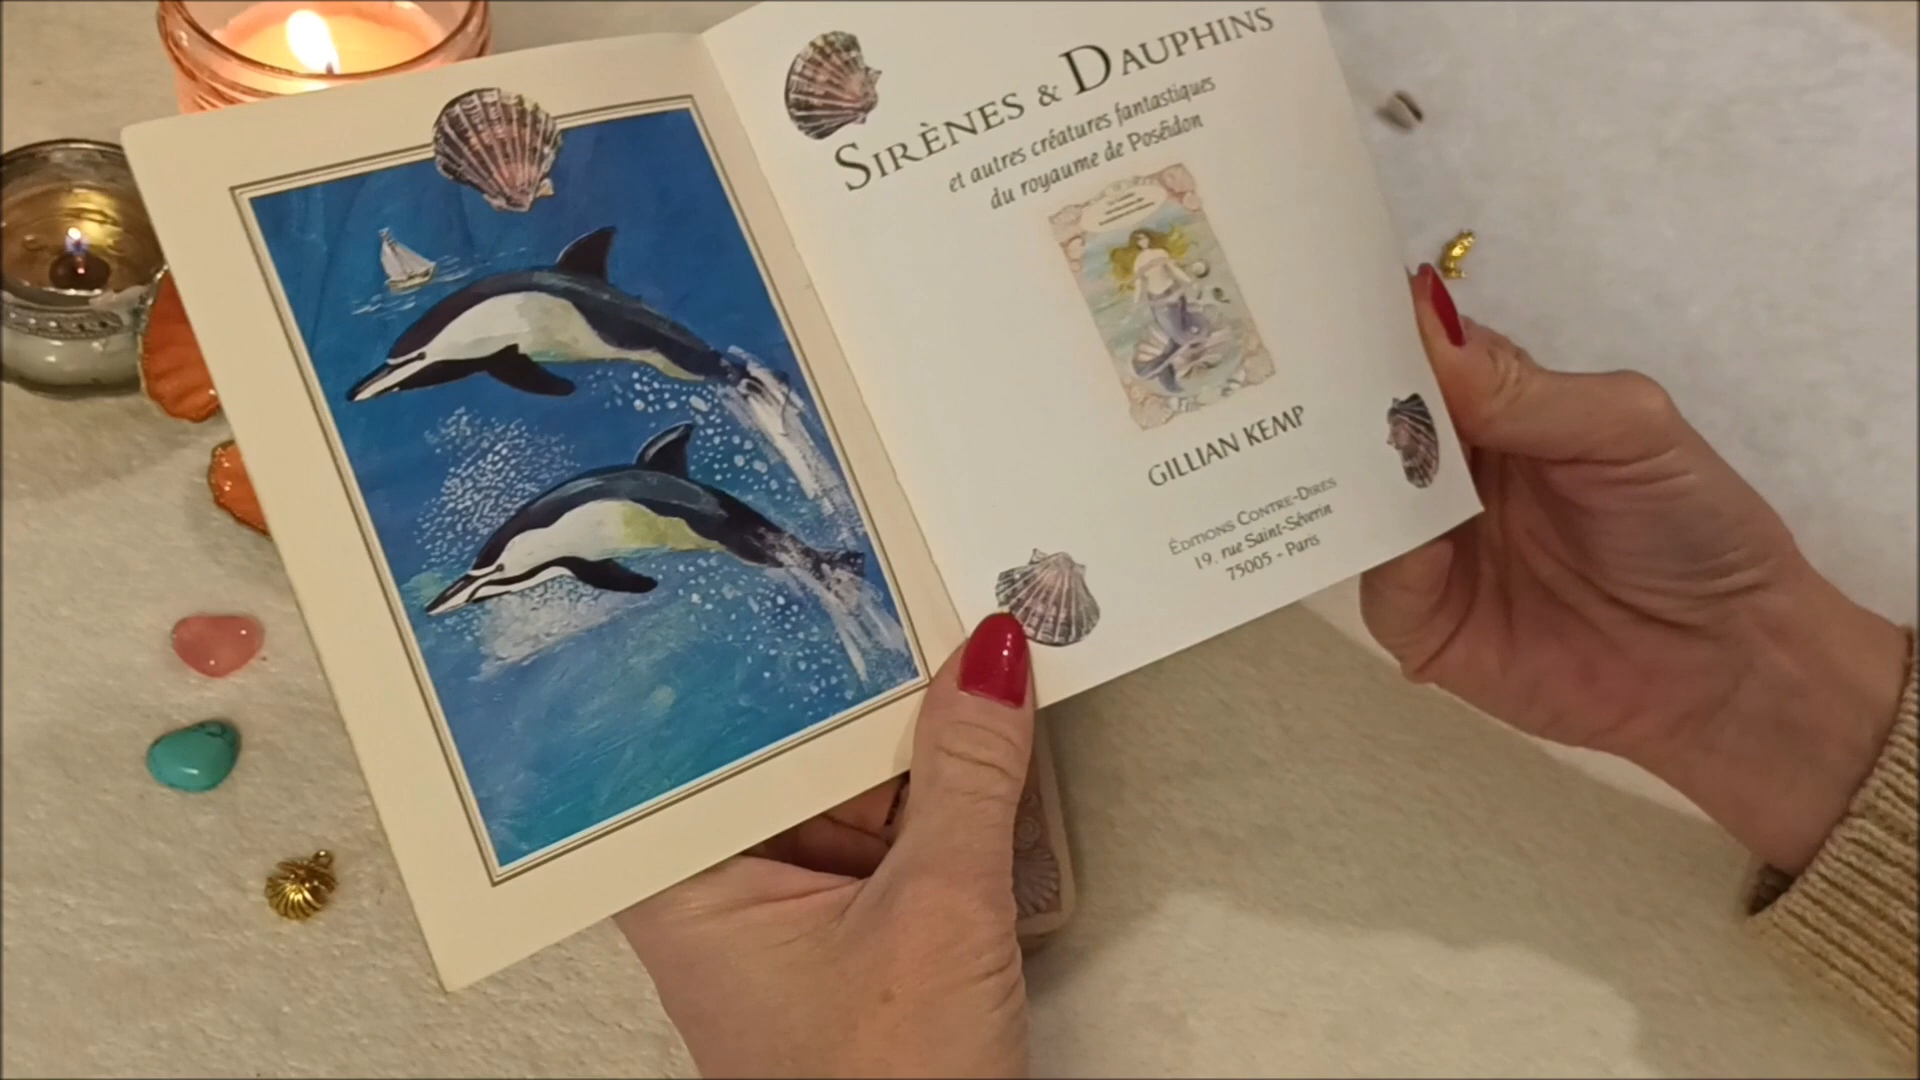 SIRÈNES & DAUPHINS
et autres créatures fantastiques
du royaume de Poséidon
GILLIAN KEMP
ÉDITIONS CONTRE-DIRES
19, rue Saint-Séverin
75005 - Paris